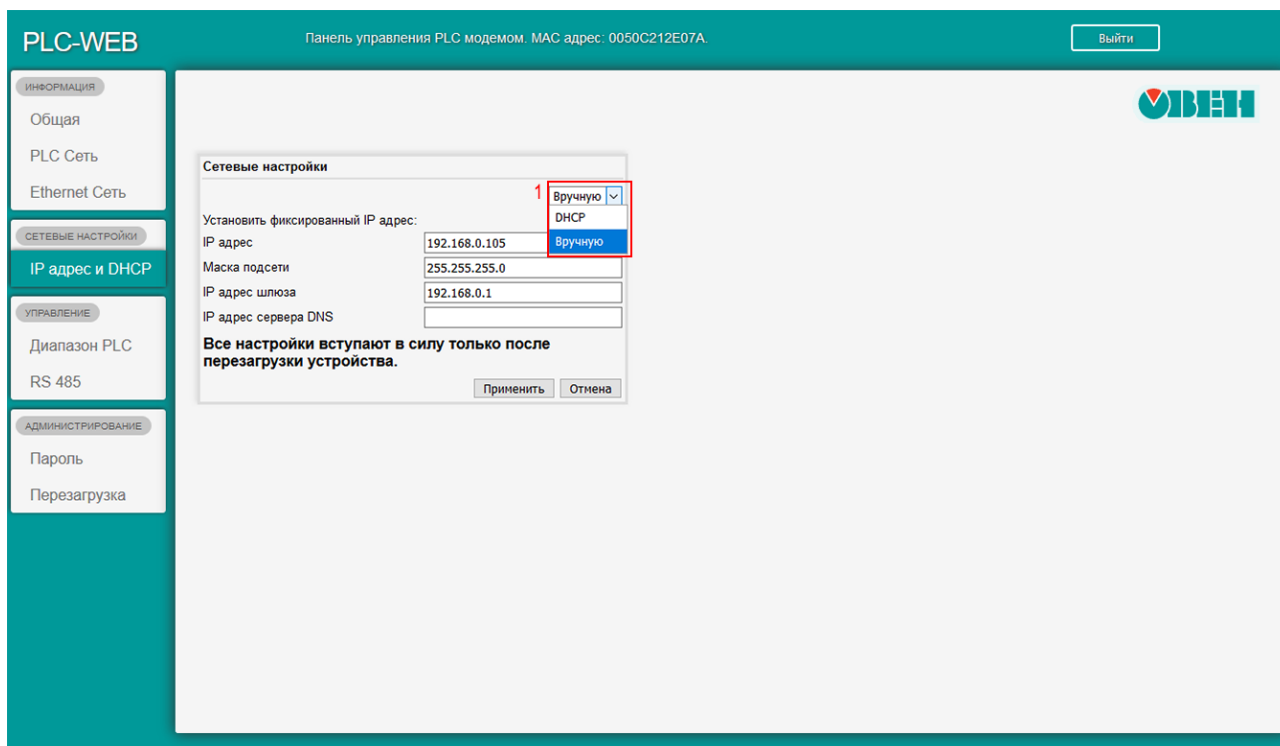 PLC-WEB
Панель управления PLC модемом. MAC адрес: 0050C212E07A.
Выйти
ИНФОРМАЦИЯ
Общая
PLC Сеть
Ethernet Сеть
СЕТЕВЫЕ НАСТРОЙКИ
IP адрес и DHCP
УПРАВЛЕНИЕ
Диапазон PLC
RS 485
АДМИНИСТРИРОВАНИЕ
Пароль
Перезагрузка
ОВЕН
Сетевые настройки
1 Вручную
DHCP
Вручную
Установить фиксированный IP адрес:
IP адрес 192.168.0.105
Маска подсети 255.255.255.0
IP адрес шлюза 192.168.0.1
IP адрес сервера DNS
Все настройки вступают в силу только после
перезагрузки устройства.
Применить Отмена